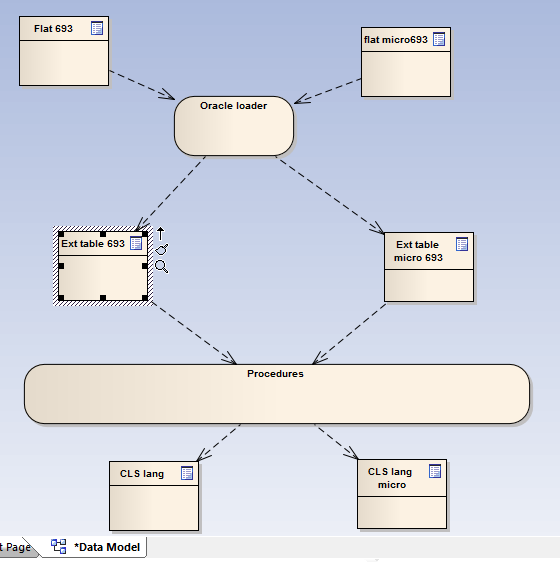 Flat 693
flat micro693
Oracle loader
Ext table 693
Ext table
micro 693
Procedures
CLS lang
CLS lang
micro
t Page
*Data Model